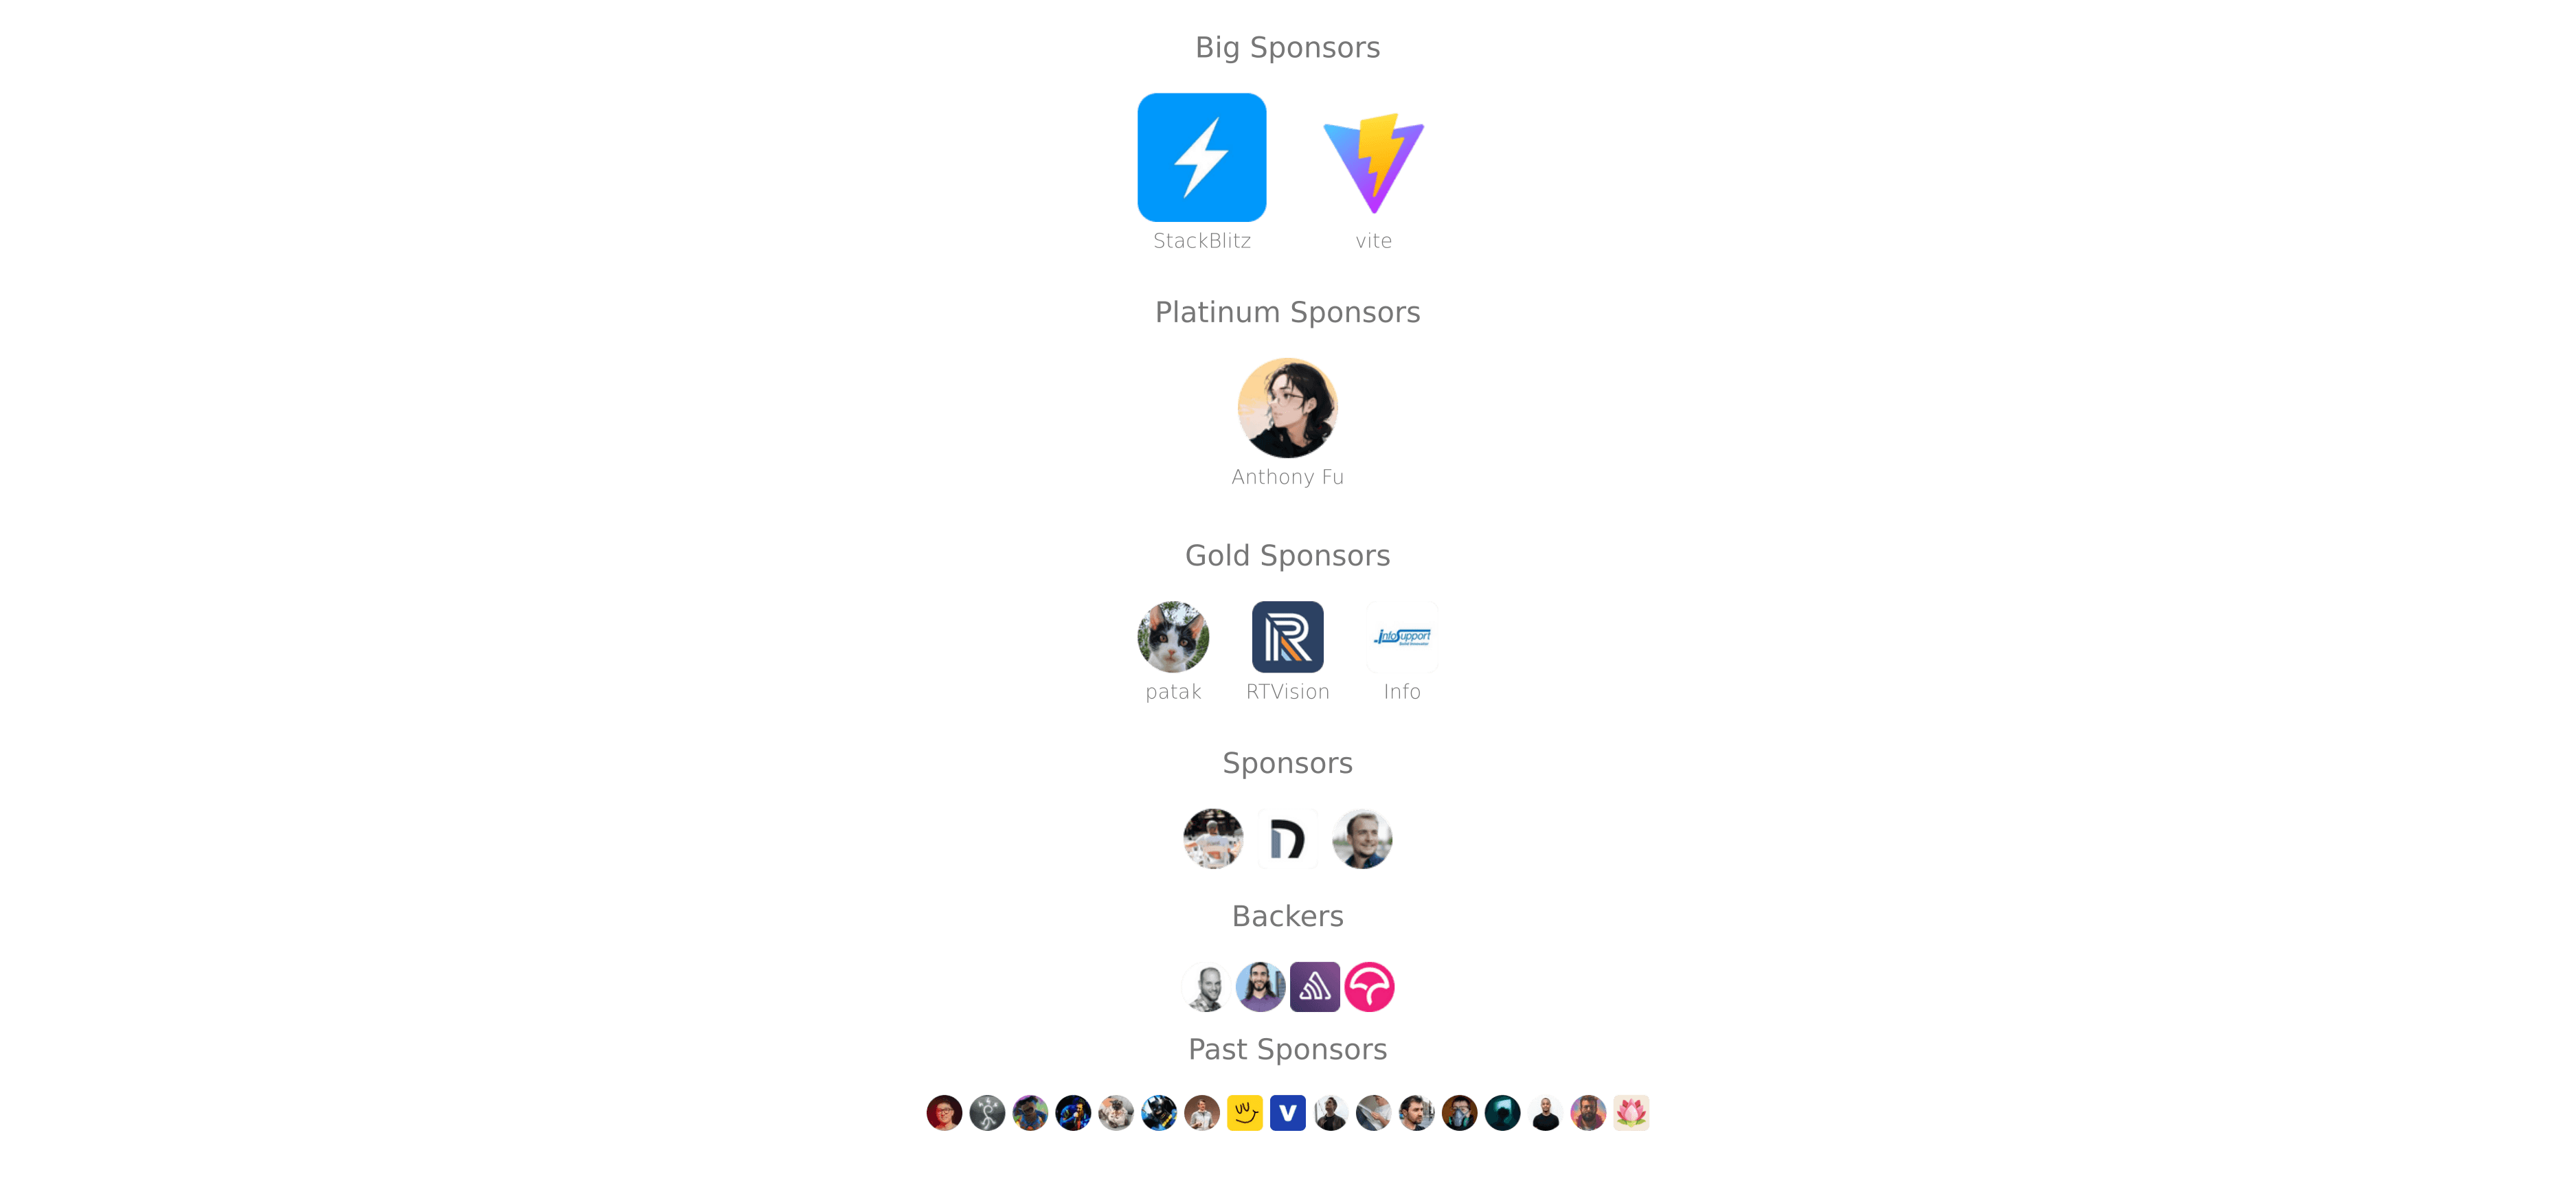 Big Sponsors
StackBlitz
vite
Platinum Sponsors
Anthony Fu
Gold Sponsors
InfoSupport
patak
RTVision
Info
Sponsors
Backers
Past Sponsors
V